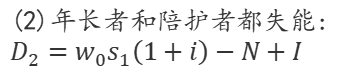 (2) 年长者和陪护者都失能：
D₂ = w₀s₁(1 + i) − N + I